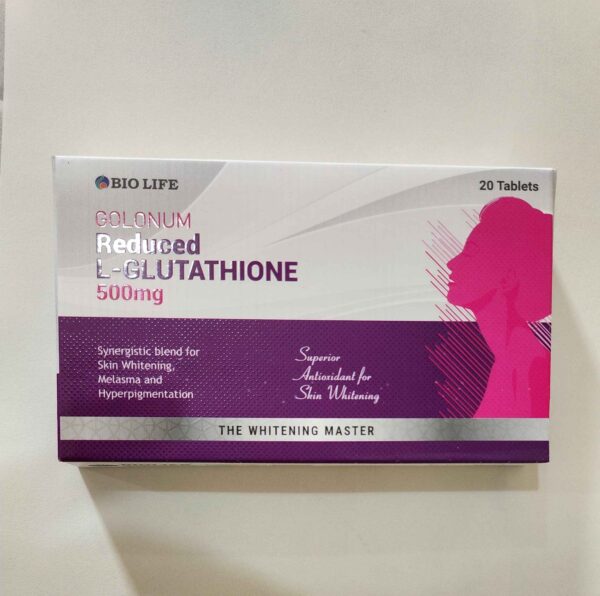 BIO LIFE
20 Tablets
GOLONUM
Reduced
L-GLUTATHIONE
500mg
Synergistic blend for
Skin Whitening,
Melasma and
Hyperpigmentation
Superior
Antioxidant for
Skin Whitening
THE WHITENING MASTER